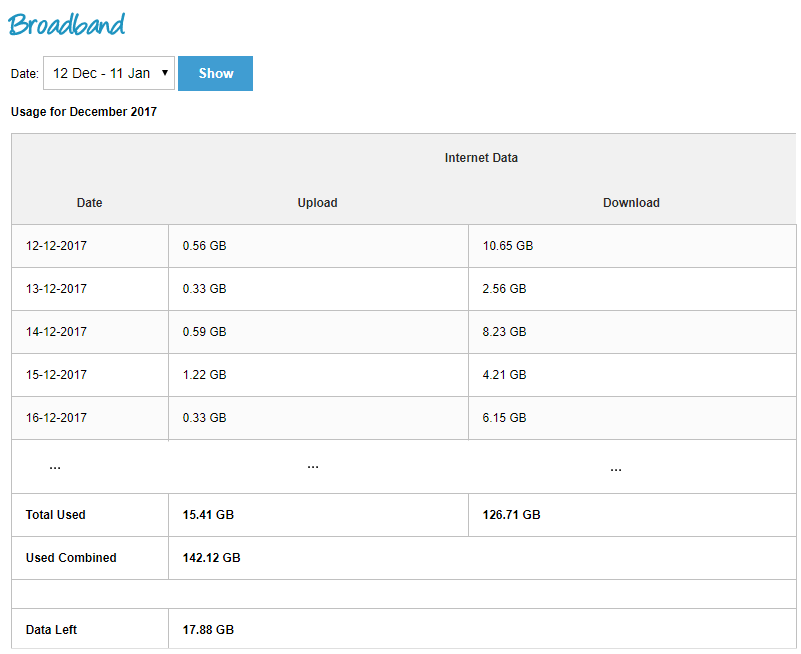 Broadband
Date: 12 Dec - 11 Jan Show
Usage for December 2017
Internet Data
Date Upload Download
12-12-2017 0.56 GB 10.65 GB
13-12-2017 0.33 GB 2.56 GB
14-12-2017 0.59 GB 8.23 GB
15-12-2017 1.22 GB 4.21 GB
16-12-2017 0.33 GB 6.15 GB
... ... ...
Total Used 15.41 GB 126.71 GB
Used Combined 142.12 GB
Data Left 17.88 GB